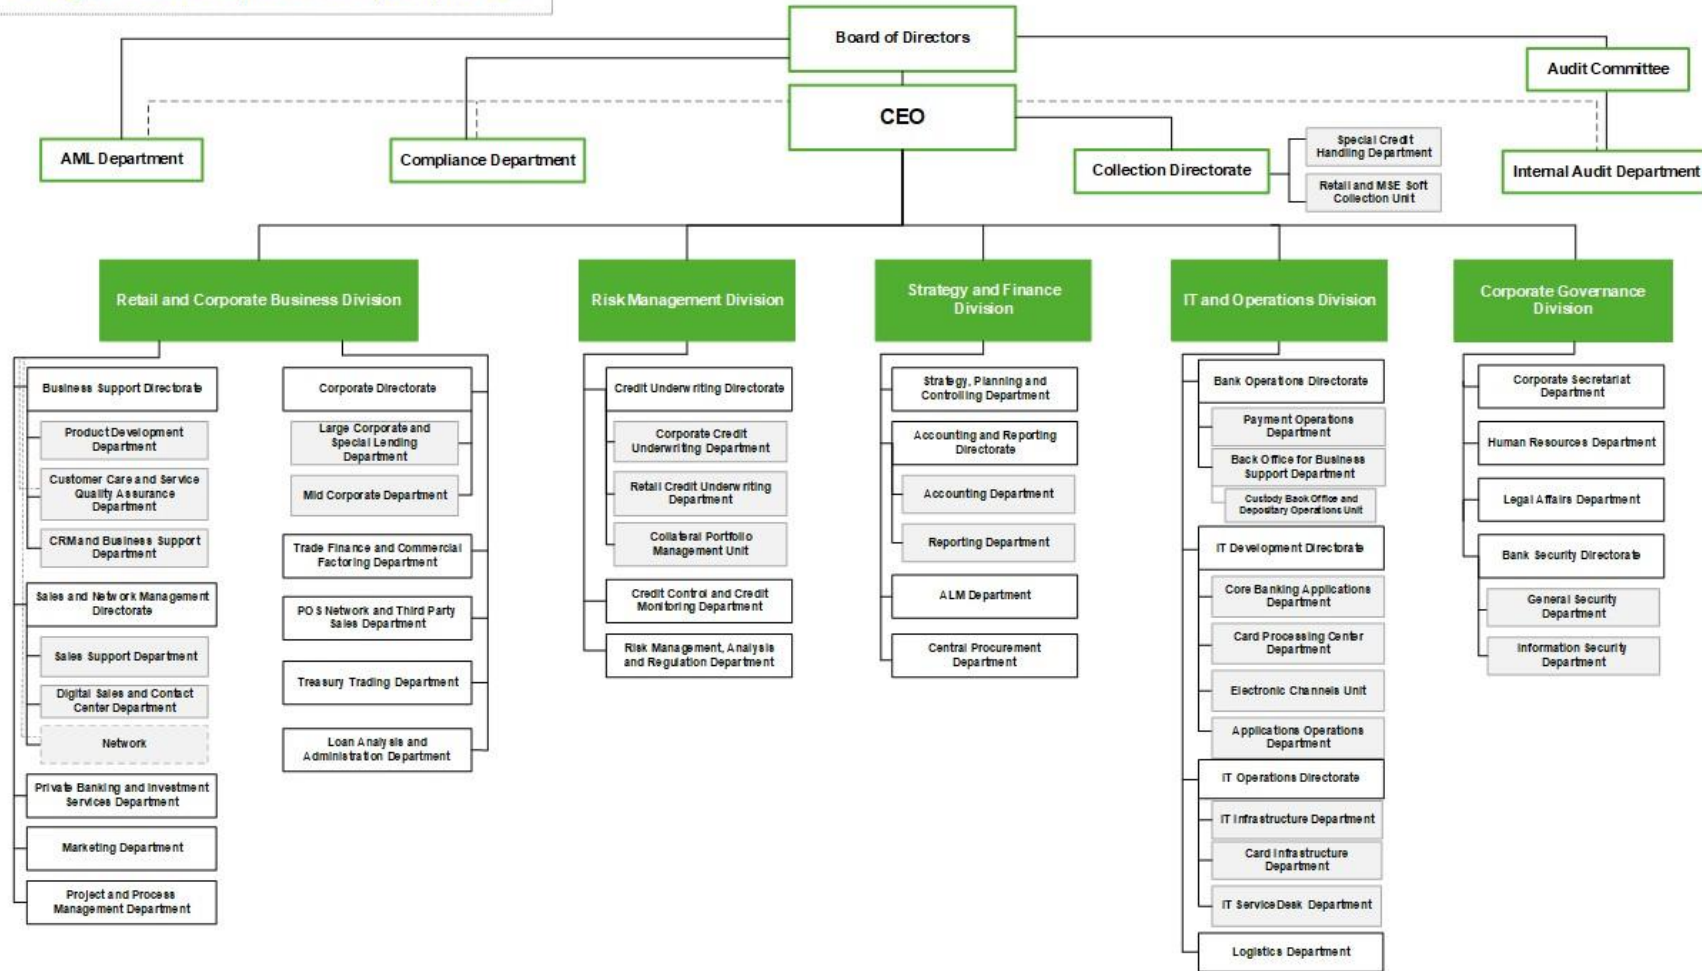 Board of Directors
Audit Committee
CEO
AML Department
Compliance Department
Collection Directorate
Special Credit
Handling Department
Retail and MSE Soft
Collection Unit
Internal Audit Department
Retail and Corporate Business Division
Risk Management Division
Strategy and Finance
Division
IT and Operations Division
Corporate Governance
Division
Business Support Directorate
Product Development
Department
Customer Care and Service
Quality Assurance
Department
CRM and Business Support
Department
Sales and Network Management
Directorate
Sales Support Department
Digital Sales and Contact
Center Department
Network
Private Banking and Investment
Services Department
Marketing Department
Project and Process
Management Department
Corporate Directorate
Large Corporate and
Special Lending
Department
Mid Corporate Department
Trade Finance and Commercial
Factoring Department
POS Network and Third Party
Sales Department
Treasury Trading Department
Loan Analysis and
Administration Department
Credit Underwriting Directorate
Corporate Credit
Underwriting Department
Retail Credit Underwriting
Department
Collateral Portfolio
Management Unit
Credit Control and Credit
Monitoring Department
Risk Management, Analysis
and Regulation Department
Strategy, Planning and
Controlling Department
Accounting and Reporting
Directorate
Accounting Department
Reporting Department
ALM Department
Central Procurement
Department
Bank Operations Directorate
Payment Operations
Department
Back Office for Business
Support Department
Custody Back Office and
Depositary Operations Unit
IT Development Directorate
Core Banking Applications
Department
Card Processing Center
Department
Electronic Channels Unit
Applications Operations
Department
IT Operations Directorate
IT Infrastructure Department
Card Infrastructure
Department
IT ServiceDesk Department
Logistics Department
Corporate Secretariat
Department
Human Resources Department
Legal Affairs Department
Bank Security Directorate
General Security
Department
Information Security
Department